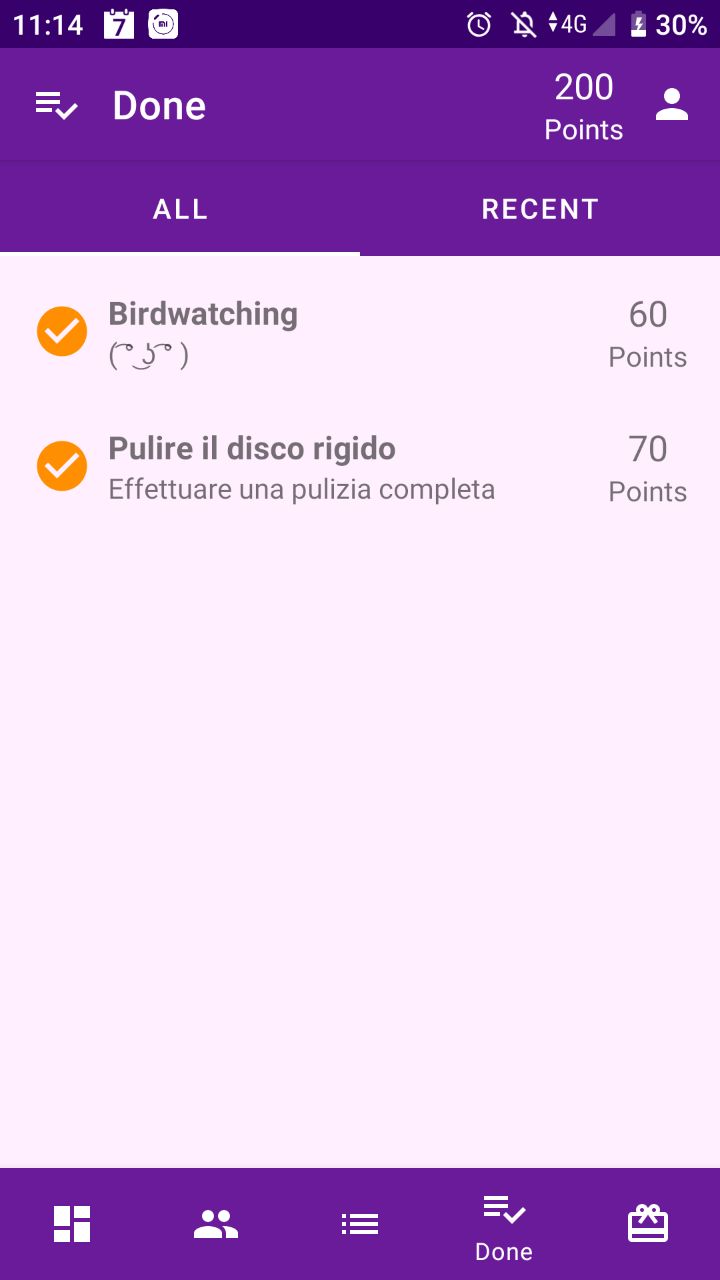 11:14
7
mi
4G
30%
Done
200
Points
ALL
RECENT
Birdwatching
( ͡° ͜ʖ ͡° )
60
Points
Pulire il disco rigido
Effettuare una pulizia completa
70
Points
Done